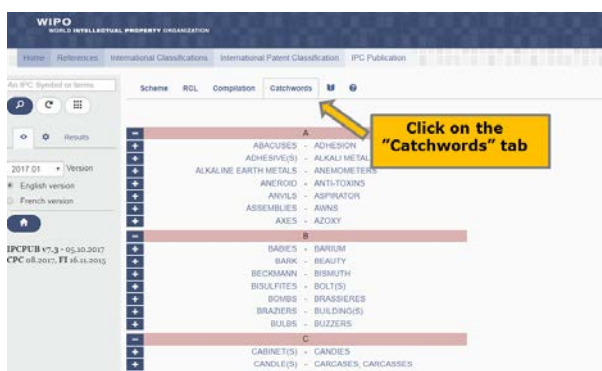 WIPO
WORLD INTELLECTUAL PROPERTY ORGANIZATION
Home References International Classifications International Patent Classification IPC Publication
An IPC Symbol or terms
Scheme RCL Compilation Catchwords
Results
2017.01 Version
English version
French version
IPCPUB v7.3 - 05.10.2017
CPC 08.2017, FI 16.11.2015
Click on the
"Catchwords" tab
A
ABACUSES - ADHESION
ADHESIVE(S) - ALKALI METAL
ALKALINE EARTH METALS - ANEMOMETERS
ANEROID - ANTI-TOXINS
ANVILS - ASPIRATOR
ASSEMBLIES - AWNS
AXES - AZOXY
B
BABIES - BARIUM
BARK - BEAUTY
BECKMANN - BISMUTH
BISULFITES - BOLT(S)
BOMBS - BRASSIERES
BRAZIERS - BUILDING(S)
BULBS - BUZZERS
C
CABINET(S) - CANDIES
CANDLE(S) - CARCASES, CARCASSES